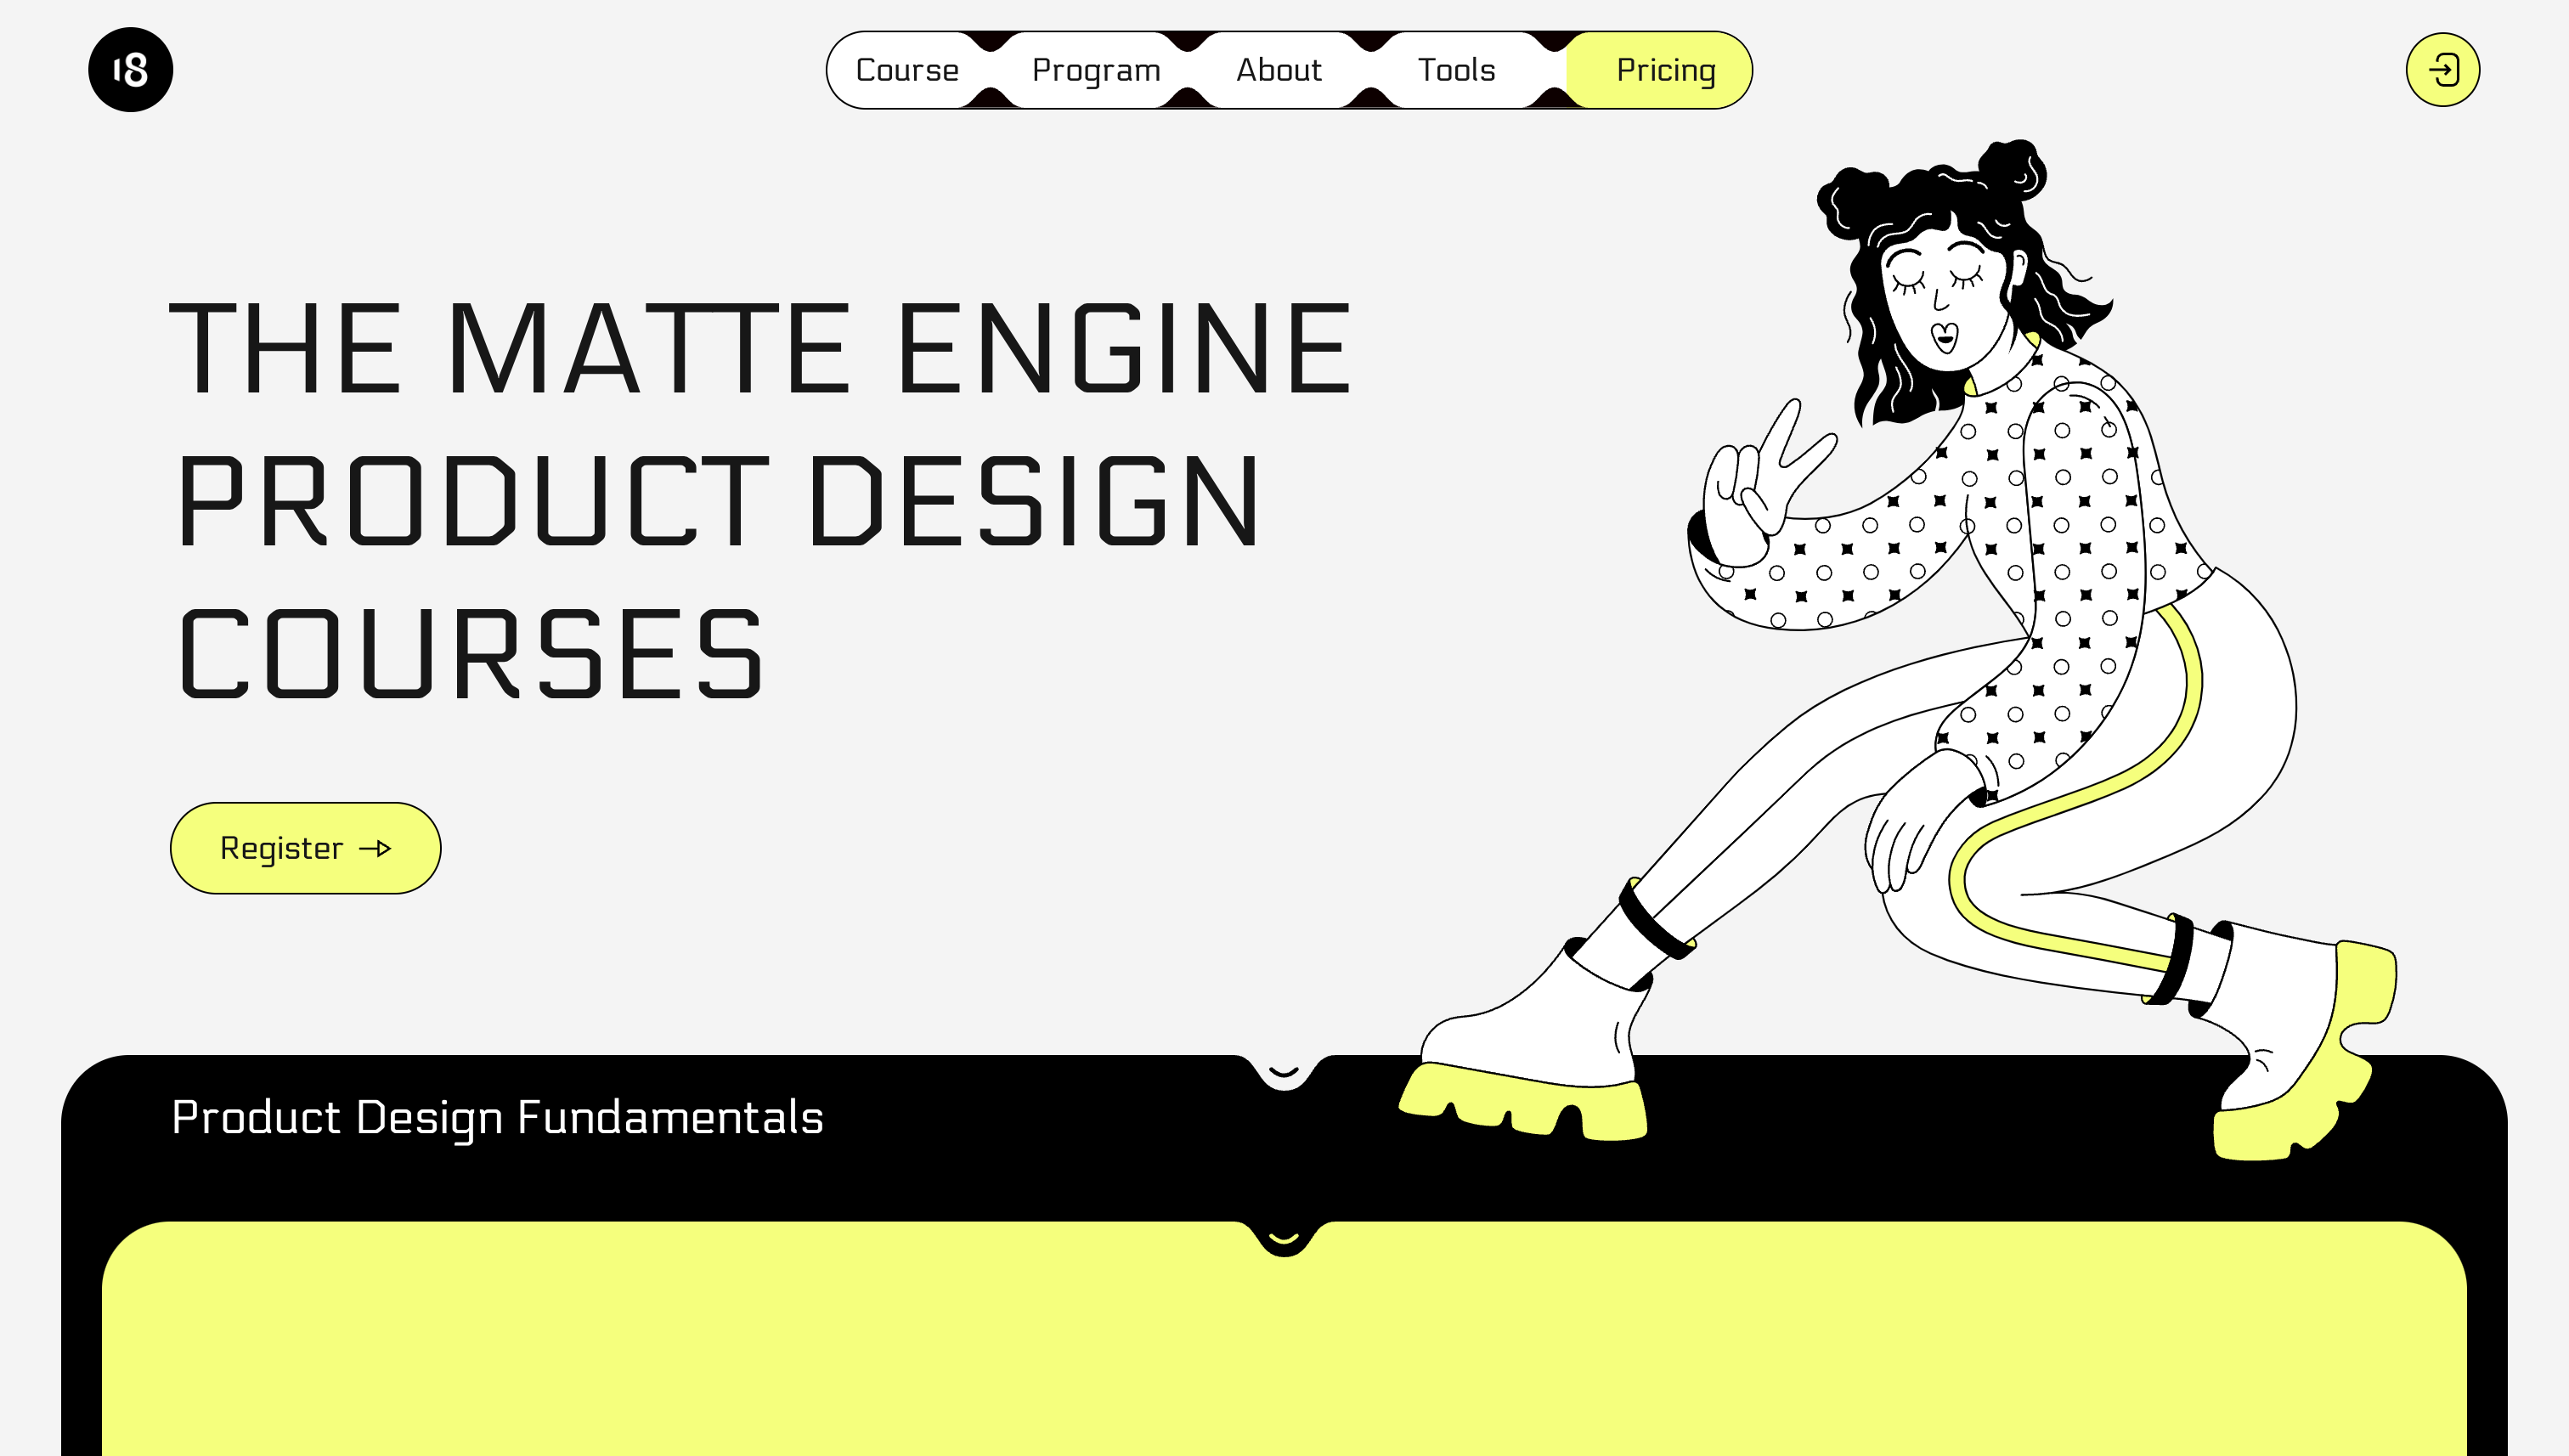 18
Course Program About Tools Pricing
THE MATTE ENGINE
PRODUCT DESIGN
COURSES
Register
Product Design Fundamentals